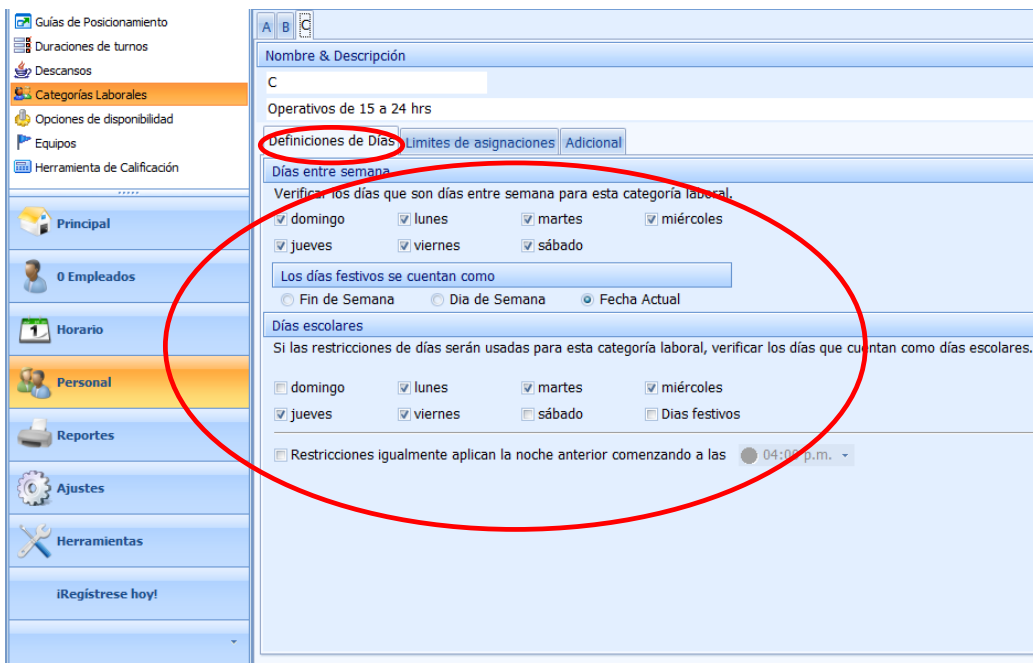 Guías de Posicionamiento
Duraciones de turnos
Descansos
Categorías Laborales
Opciones de disponibilidad
Equipos
Herramienta de Calificación
Principal
0 Empleados
1
Horario
Personal
Reportes
Ajustes
Herramientas
¡Regístrese hoy!
A B C
Nombre & Descripción
C
Operativos de 15 a 24 hrs
Definiciones de Días Limites de asignaciones Adicional
Días entre semana
Verificar los días que son días entre semana para esta categoría laboral.
domingo lunes martes miércoles
jueves viernes sábado
Los días festivos se cuentan como
Fin de Semana Dia de Semana Fecha Actual
Días escolares
Si las restricciones de días serán usadas para esta categoría laboral, verificar los días que cuentan como días escolares.
domingo lunes martes miércoles
jueves viernes sábado Dias festivos
Restricciones igualmente aplican la noche anterior comenzando a las 04:00 p.m.